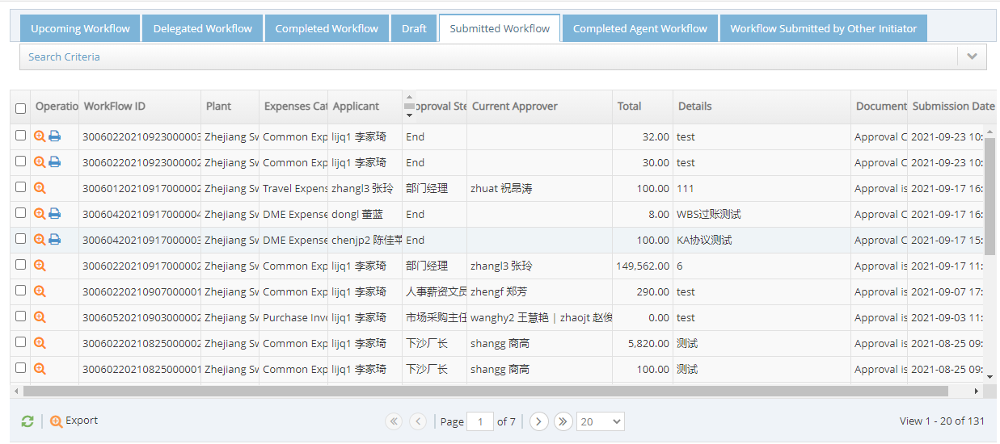 Upcoming Workflow Delegated Workflow Completed Workflow Draft Submitted Workflow Completed Agent Workflow Workflow Submitted by Other Initiator
Search Criteria
Operatio WorkFlow ID Plant Expenses Cat Applicant pproval Ste Current Approver Total Details Document Submission Date
30060220210923000003 Zhejiang Sw Common Exp lijq1 李家琦 End 32.00 test Approval C 2021-09-23 10:
30060220210923000002 Zhejiang Sw Common Exp lijq1 李家琦 End 30.00 test Approval C 2021-09-23 10:
30060120210917000002 Zhejiang Sw Travel Expens zhangl3 张玲 部门经理 zhuat 祝昂涛 100.00 111 Approval is 2021-09-17 16:
30060420210917000004 Zhejiang Sw DME Expense dongl 董蓝 End 8.00 WBS过账测试 Approval C 2021-09-17 16:
30060420210917000003 Zhejiang Sw DME Expense chenjp2 陈佳苹 End 100.00 KA协议测试 Approval C 2021-09-17 15:
30060220210917000002 Zhejiang Sw Common Exp lijq1 李家琦 部门经理 zhangl3 张玲 149,562.00 6 Approval is 2021-09-17 11:
30060220210907000001 Zhejiang Sw Common Exp lijq1 李家琦 人事薪资文员 zhengf 郑芳 290.00 test Approval is 2021-09-07 17:
30060520210903000002 Zhejiang Sw Purchase Invo lijq1 李家琦 市场采购主任 wanghy2 王慧艳 | zhaojt 赵俊 0.00 test Approval is 2021-09-03 11:
30060220210825000002 Zhejiang Sw Common Exp lijq1 李家琦 下沙厂长 shangg 商高 5,820.00 测试 Approval is 2021-08-25 09:
30060220210825000001 Zhejiang Sw Common Exp lijq1 李家琦 下沙厂长 shangg 商高 100.00 测试 Approval is 2021-08-25 09:
Export Page 1 of 7 20 View 1 - 20 of 131